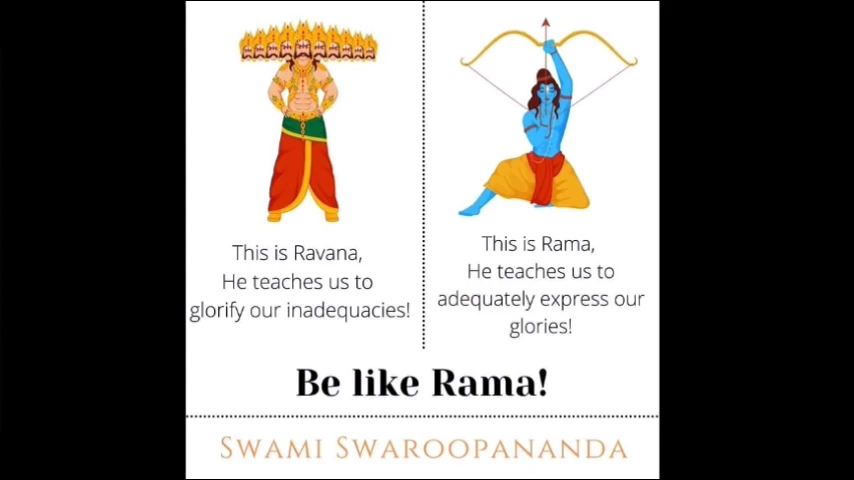 This is Ravana,
He teaches us to
glorify our inadequacies!
This is Rama,
He teaches us to
adequately express our
glories!
Be like Rama!
SWAMI SWAROOPANANDA